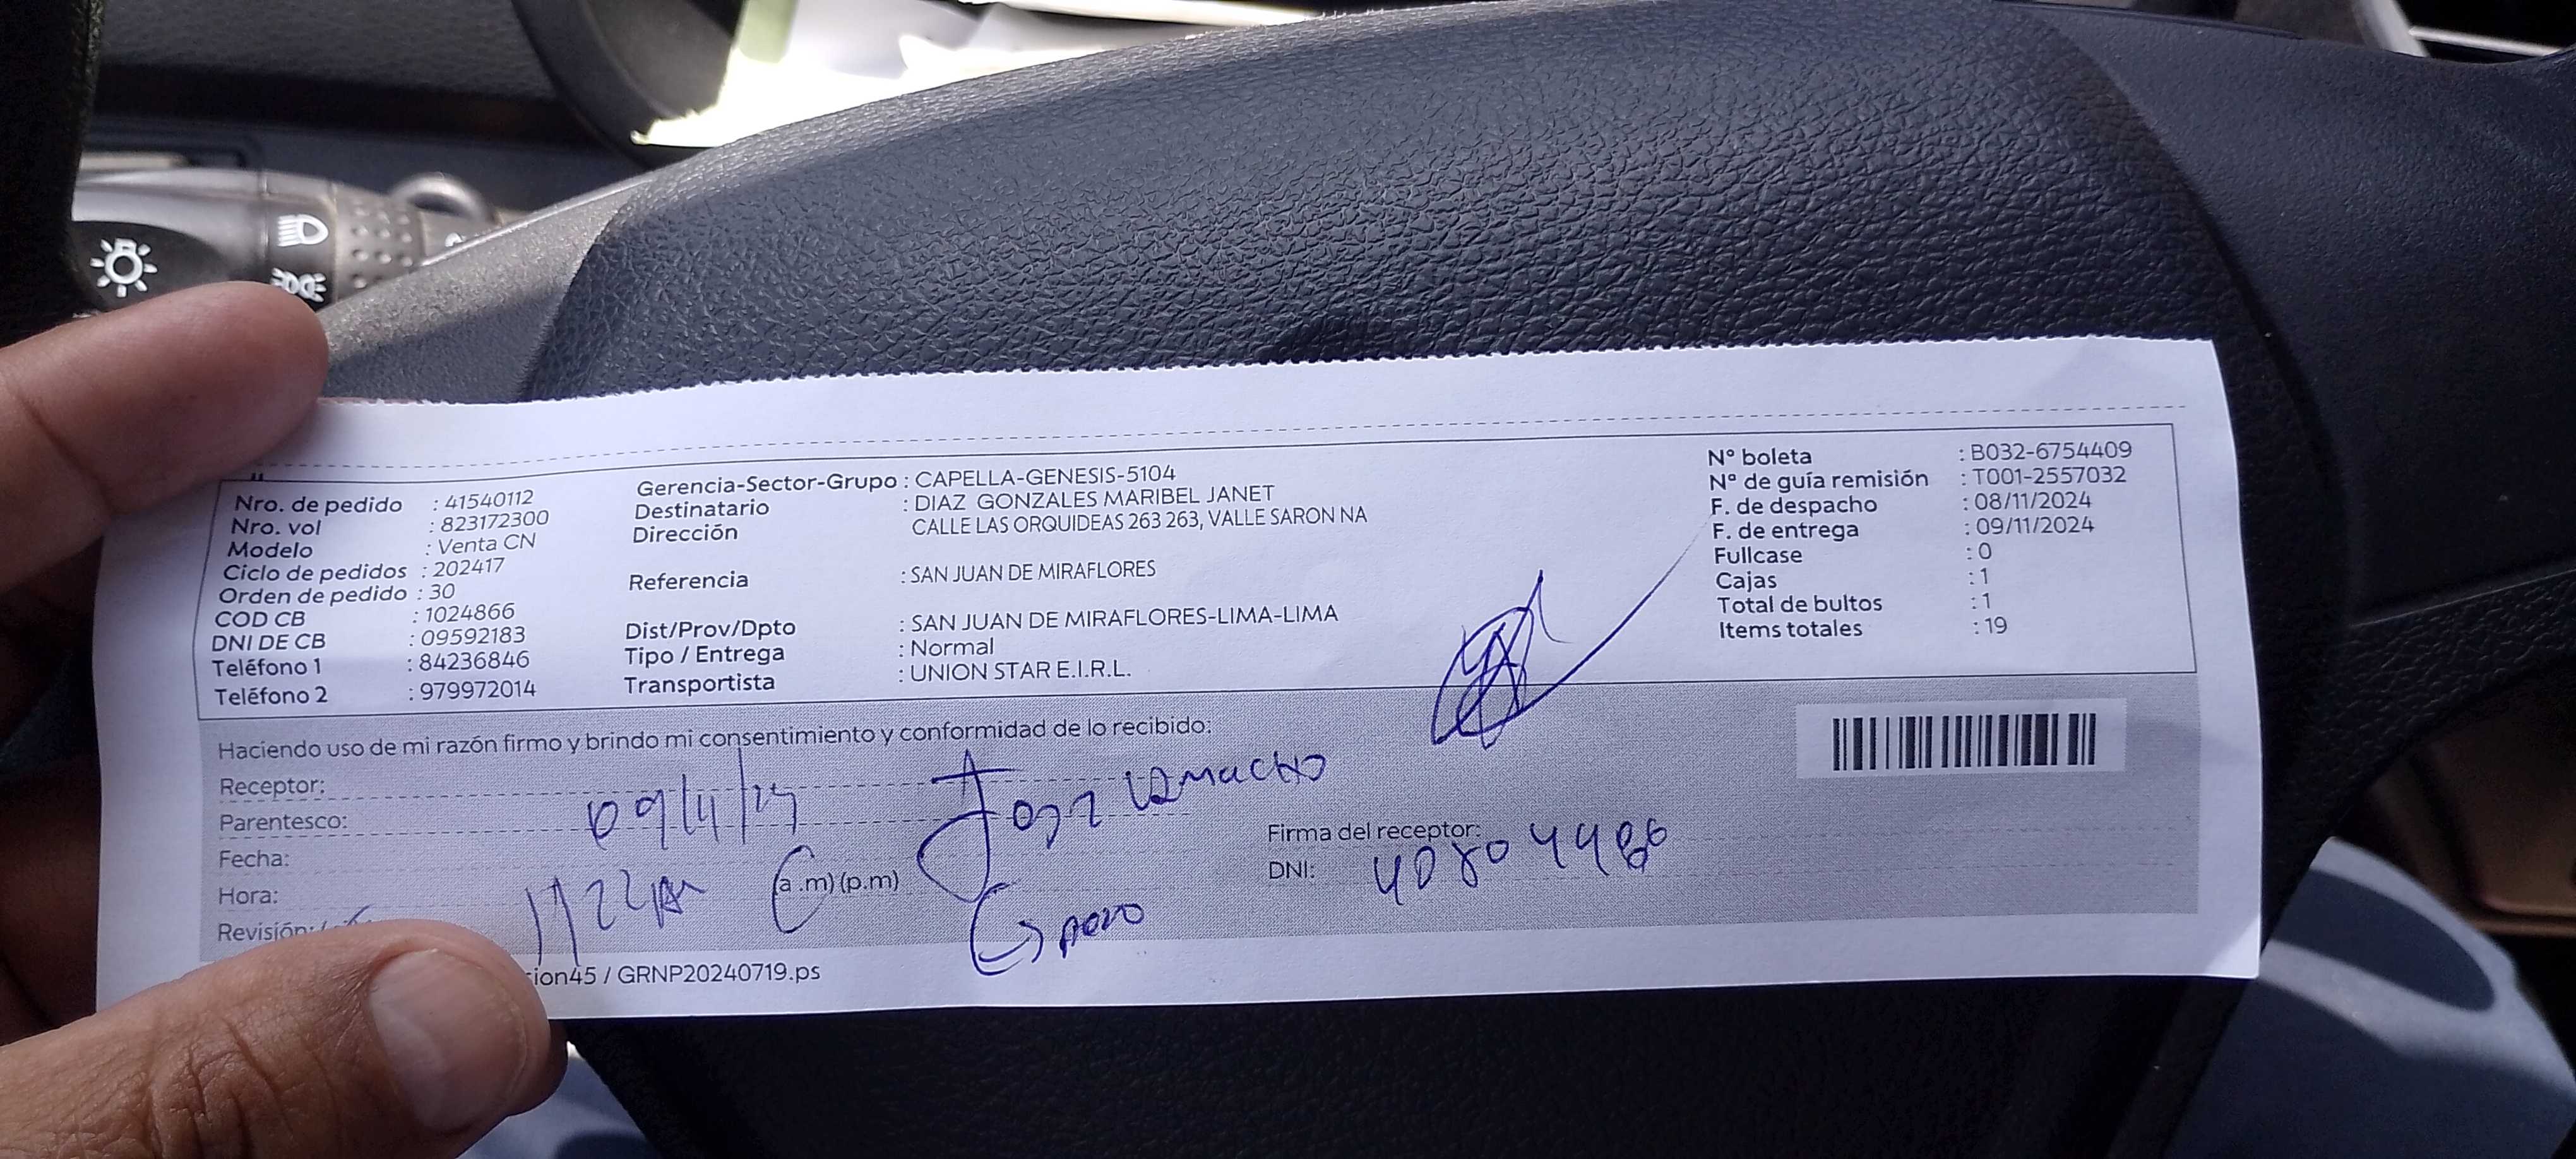 Nro. de pedido : 41540112
Nro. vol : 823172300
Modelo : Venta CN
Ciclo de pedidos : 202417
Orden de pedido : 30
COD CB : 1024866
DNI DE CB : 09592183
Teléfono 1 : 84236846
Teléfono 2 : 979972014
Gerencia-Sector-Grupo : CAPELLA-GENESIS-5104
Destinatario : DIAZ GONZALES MARIBEL JANET
Dirección CALLE LAS ORQUIDEAS 263 263, VALLE SARON NA
Referencia : SAN JUAN DE MIRAFLORES
Dist/Prov/Dpto : SAN JUAN DE MIRAFLORES-LIMA-LIMA
Tipo / Entrega : Normal
Transportista : UNION STAR E.I.R.L.
N° boleta : B032-6754409
N° de guía remisión : T001-2557032
F. de despacho : 08/11/2024
F. de entrega : 09/11/2024
Fullcase : 0
Cajas : 1
Total de bultos : 1
Items totales : 19
Haciendo uso de mi razón firmo y brindo mi consentimiento y conformidad de lo recibido:
Receptor:
Parentesco:
Fecha:
Hora: (a .m) (p.m)
Revisión:
Camacho
Firma del receptor:
DNI:
ion45 / GRNP20240719.ps